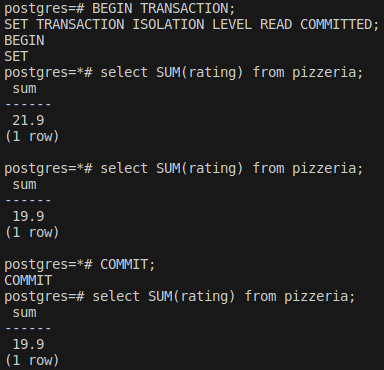 postgres=# BEGIN TRANSACTION;
SET TRANSACTION ISOLATION LEVEL READ COMMITTED;
BEGIN
SET
postgres=*# select SUM(rating) from pizzeria;
 sum
------
 21.9
(1 row)

postgres=*# select SUM(rating) from pizzeria;
 sum
------
 19.9
(1 row)

postgres=*# COMMIT;
COMMIT
postgres=# select SUM(rating) from pizzeria;
 sum
------
 19.9
(1 row)